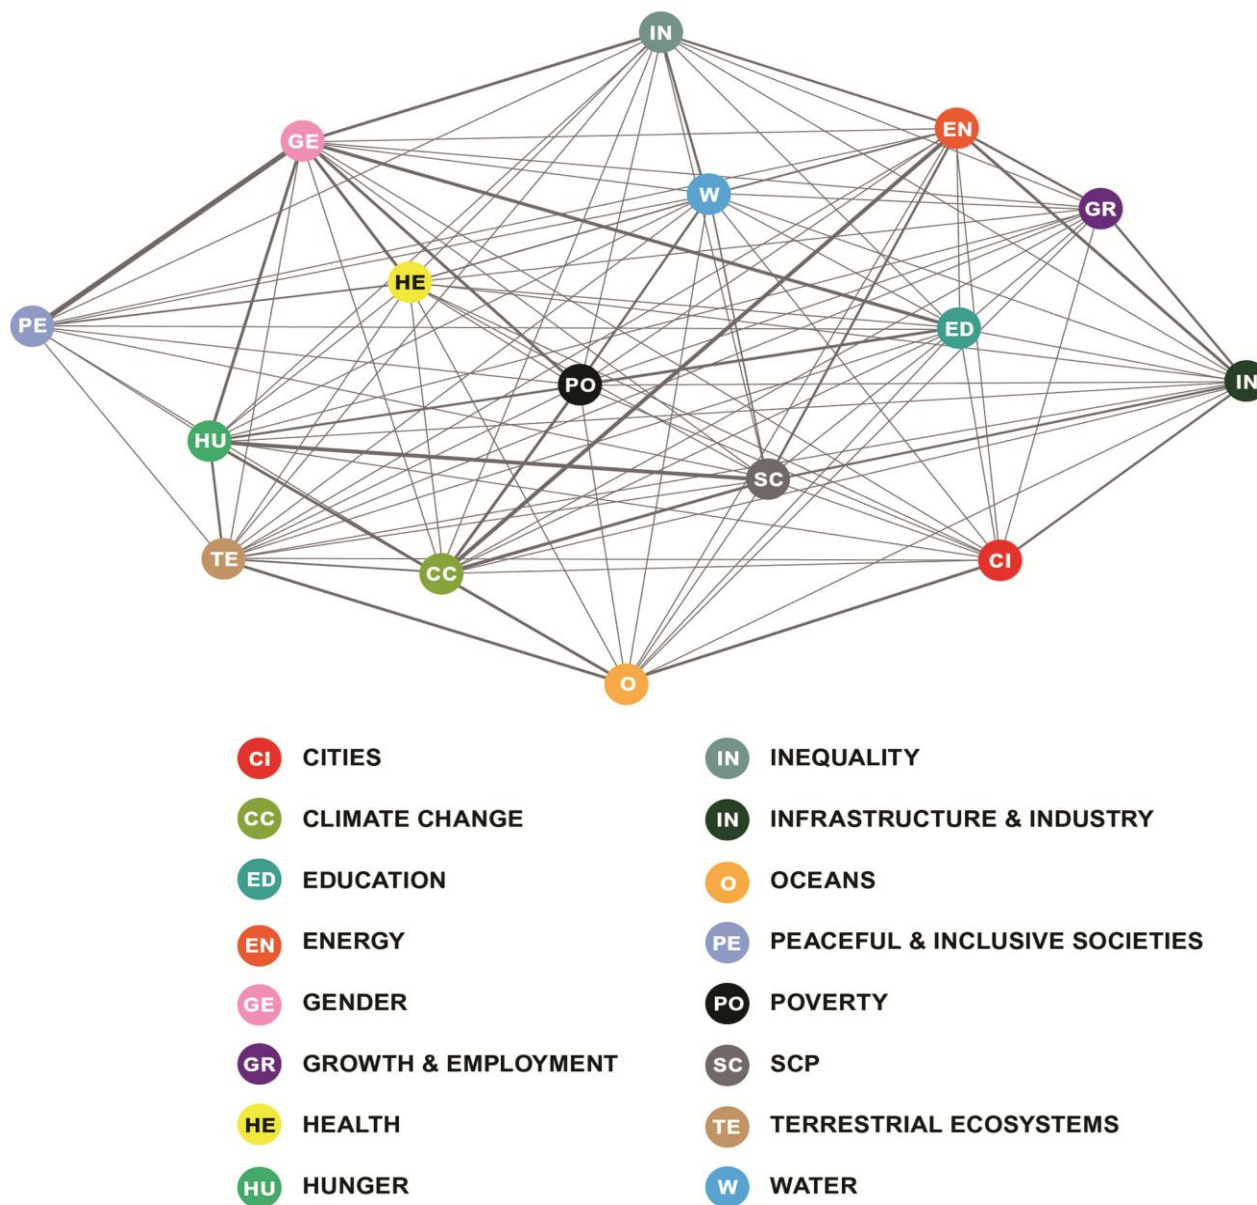 IN
EN
GE
W
GR
HE
PE
ED
PO
IN
HU
SC
TE
CC
CI
O
CI CITIES
CC CLIMATE CHANGE
ED EDUCATION
EN ENERGY
GE GENDER
GR GROWTH & EMPLOYMENT
HE HEALTH
HU HUNGER
IN INEQUALITY
IN INFRASTRUCTURE & INDUSTRY
O OCEANS
PE PEACEFUL & INCLUSIVE SOCIETIES
PO POVERTY
SC SCP
TE TERRESTRIAL ECOSYSTEMS
W WATER